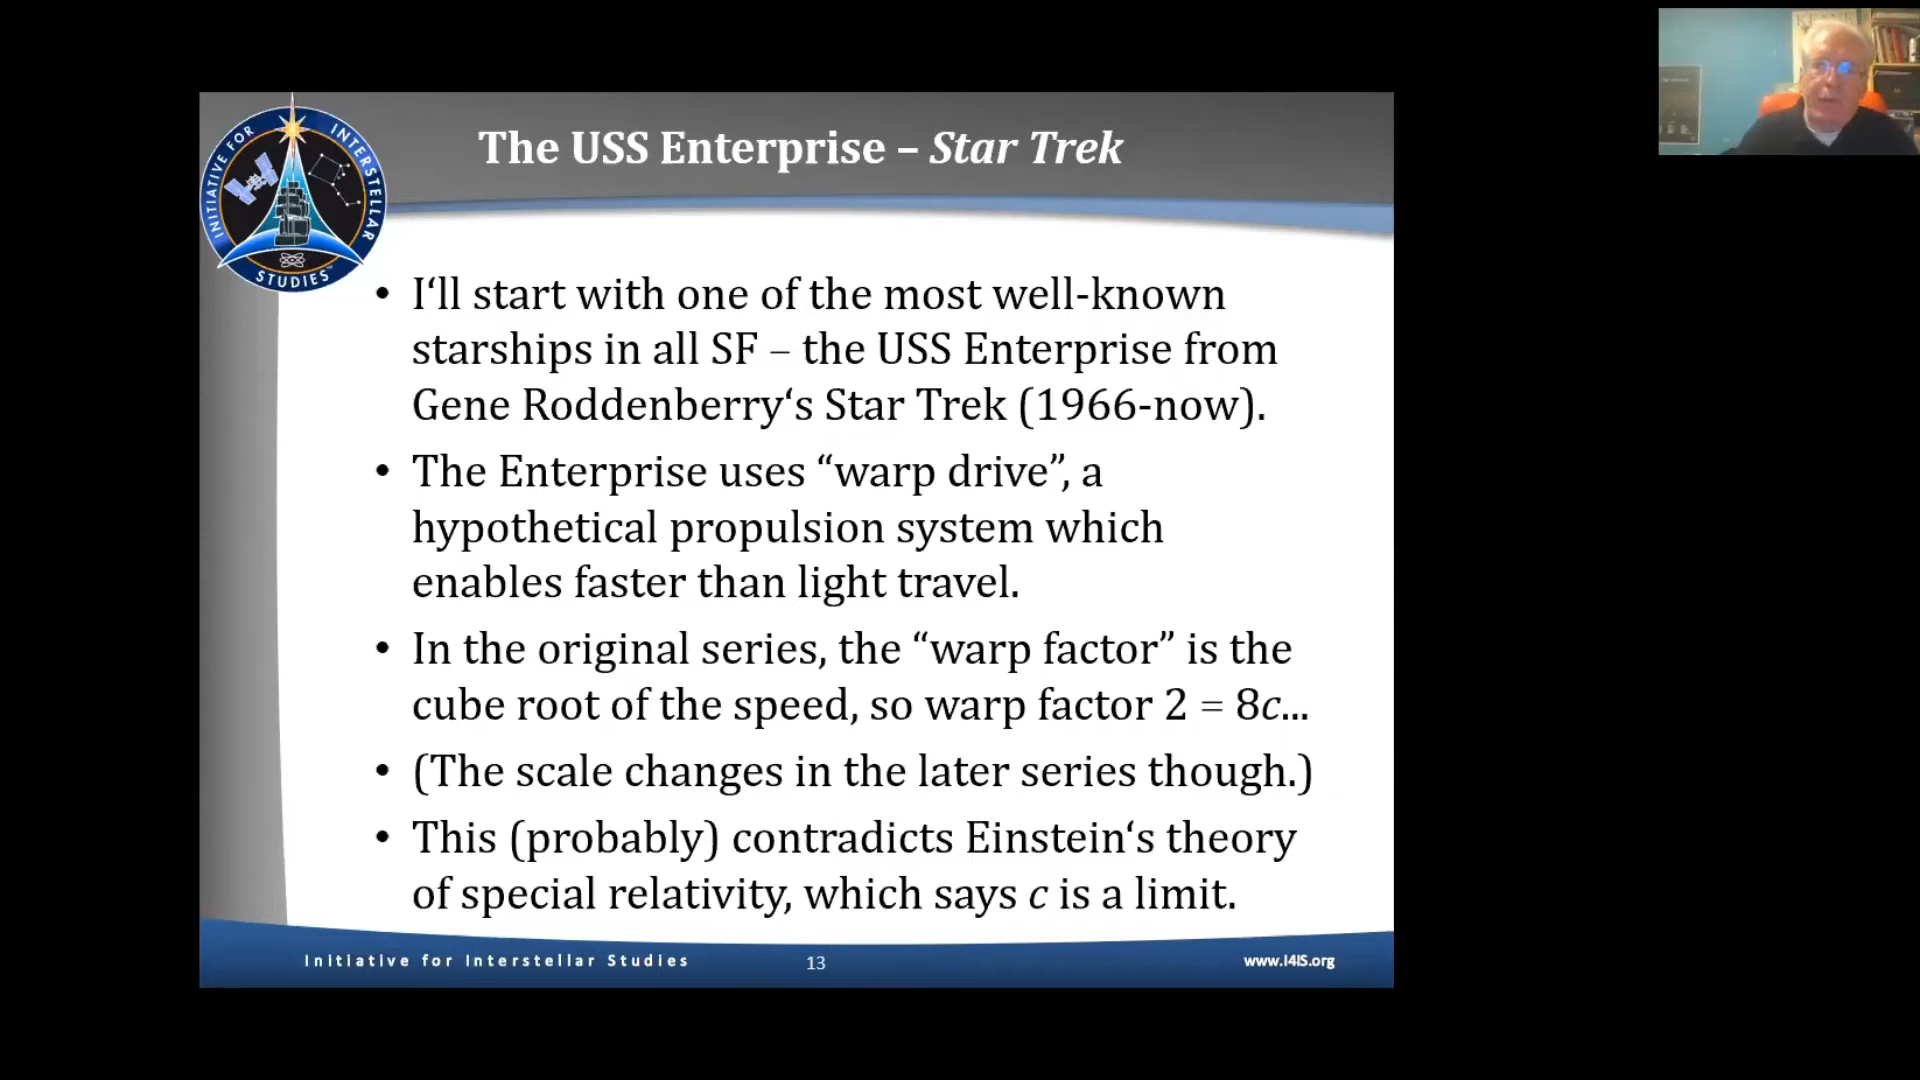 The USS Enterprise – Star Trek
INITIATIVE FOR INTERSTELLAR
STUDIES™
• I‘ll start with one of the most well-known
starships in all SF – the USS Enterprise from
Gene Roddenberry‘s Star Trek (1966-now).
• The Enterprise uses “warp drive”, a
hypothetical propulsion system which
enables faster than light travel.
• In the original series, the “warp factor” is the
cube root of the speed, so warp factor 2 = 8c...
• (The scale changes in the later series though.)
• This (probably) contradicts Einstein‘s theory
of special relativity, which says c is a limit.
Initiative for Interstellar Studies
13
www.I4IS.org